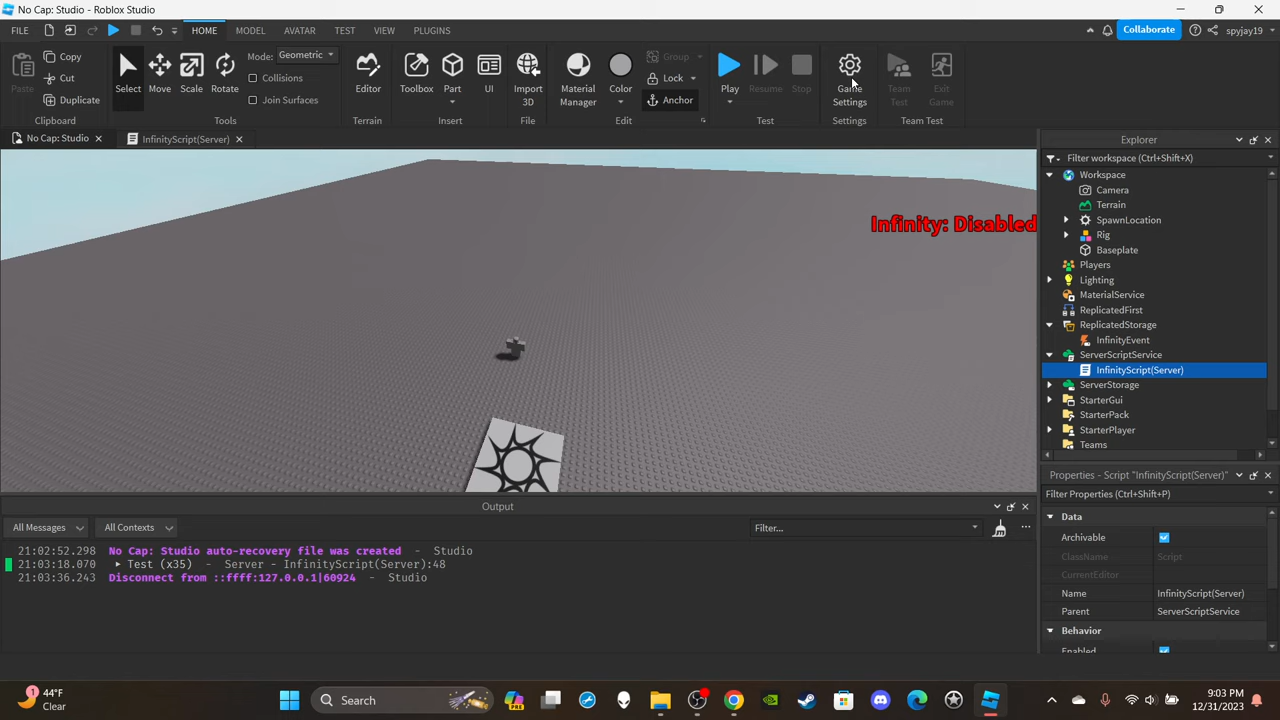 No Cap: Studio - Roblox Studio
FILE HOME MODEL AVATAR TEST VIEW PLUGINS Collaborate spyjay19
Paste Copy Cut Duplicate Select Move Scale Rotate Mode: Geometric Collisions Join Surfaces Editor Toolbox Part UI Import 3D Material Manager Color Group Lock Anchor Play Resume Stop Game Settings Team Test Exit Game
Clipboard Tools Terrain Insert File Edit Test Settings Team Test
No Cap: Studio InfinityScript(Server)
Infinity: Disabled
Explorer
Filter workspace (Ctrl+Shift+X)
Workspace
Camera
Terrain
SpawnLocation
Rig
Baseplate
Players
Lighting
MaterialService
ReplicatedFirst
ReplicatedStorage
InfinityEvent
ServerScriptService
InfinityScript(Server)
ServerStorage
StarterGui
StarterPack
StarterPlayer
Teams
Properties - Script "InfinityScript(Server)"
Filter Properties (Ctrl+Shift+P)
Data
Archivable
ClassName Script
CurrentEditor
Name InfinityScript(Server)
Parent ServerScriptService
Behavior
Enabled
Output
All Messages All Contexts Filter...
21:02:52.298 No Cap: Studio auto-recovery file was created - Studio
21:03:18.070 Test (x35) - Server - InfinityScript(Server):48
21:03:36.243 Disconnect from ::ffff:127.0.0.1|60924 - Studio
1
44°F
Clear
Search
PRE
9:03 PM
12/31/2023